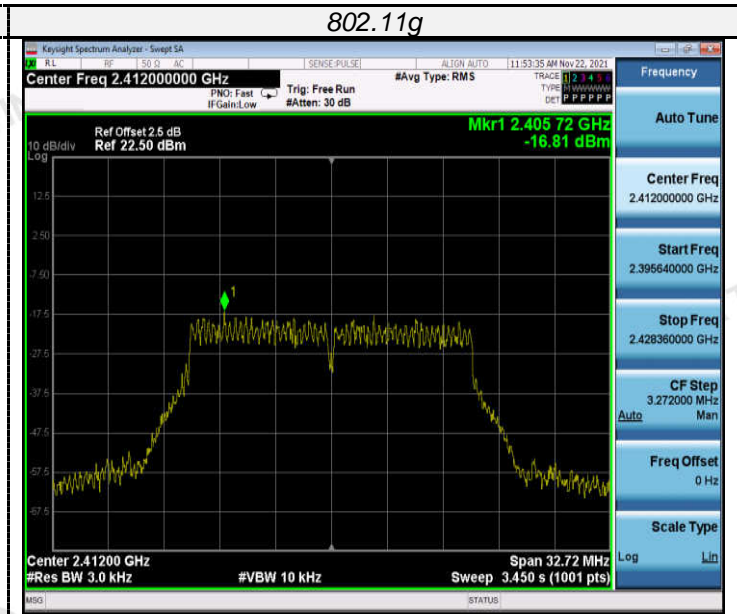 802.11g
Keysight Spectrum Analyzer - Swept SA
RL RF 50 Ω AC SENSE:PULSE ALIGN AUTO 11:53:35 AM Nov 22, 2021
Center Freq 2.412000000 GHz
PNO: Fast
IFGain:Low
Trig: Free Run
#Atten: 30 dB
#Avg Type: RMS
TRACE 1 2 3 4 5 6
TYPE M WWWWW
DET P P P P P P
Ref Offset 2.5 dB
10 dB/div Ref 22.50 dBm
Log
Mkr1 2.405 72 GHz
-16.81 dBm
12.5
2.50
-7.50
-17.5
-27.5
-37.5
-47.5
-57.5
-67.5
1
Center 2.41200 GHz Span 32.72 MHz
#Res BW 3.0 kHz #VBW 10 kHz Sweep 3.450 s (1001 pts)
MSG STATUS
Frequency
Auto Tune
Center Freq
2.412000000 GHz
Start Freq
2.395640000 GHz
Stop Freq
2.428360000 GHz
CF Step
3.272000 MHz
Auto Man
Freq Offset
0 Hz
Scale Type
Log Lin